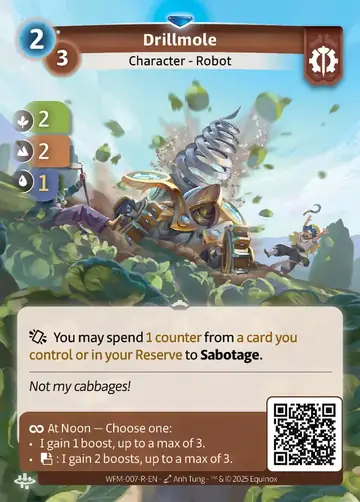 2
3
Drillmole
Character - Robot
2
2
1
You may spend 1 counter from a card you
control or in your Reserve to Sabotage.
Not my cabbages!
∞ At Noon — Choose one:
• I gain 1 boost, up to a max of 3.
• : I gain 2 boosts, up to a max of 3.
WFM-007-R-EN - Anh Tung - ™ & © 2025 Equinox